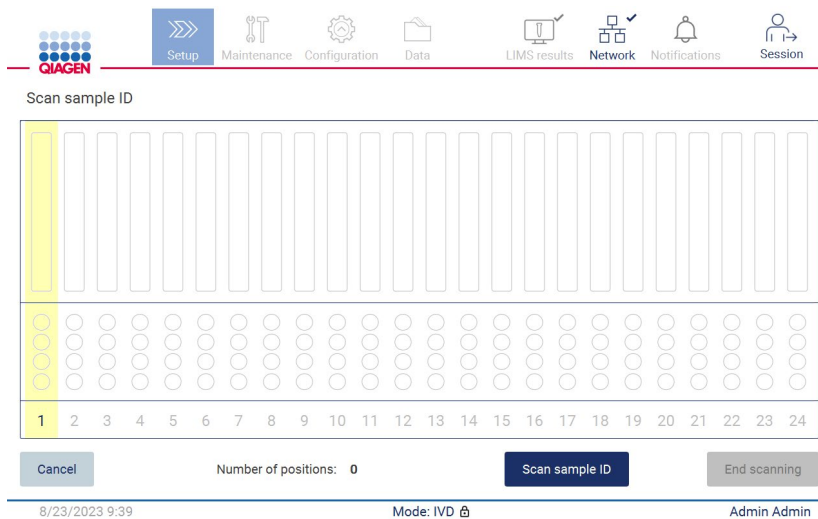 QIAGEN
Setup
Maintenance
Configuration
Data
LIMS results
Network
Notifications
Session
Scan sample ID
1 2 3 4 5 6 7 8 9 10 11 12 13 14 15 16 17 18 19 20 21 22 23 24
Cancel
Number of positions: 0
Scan sample ID
End scanning
8/23/2023 9:39
Mode: IVD
Admin Admin